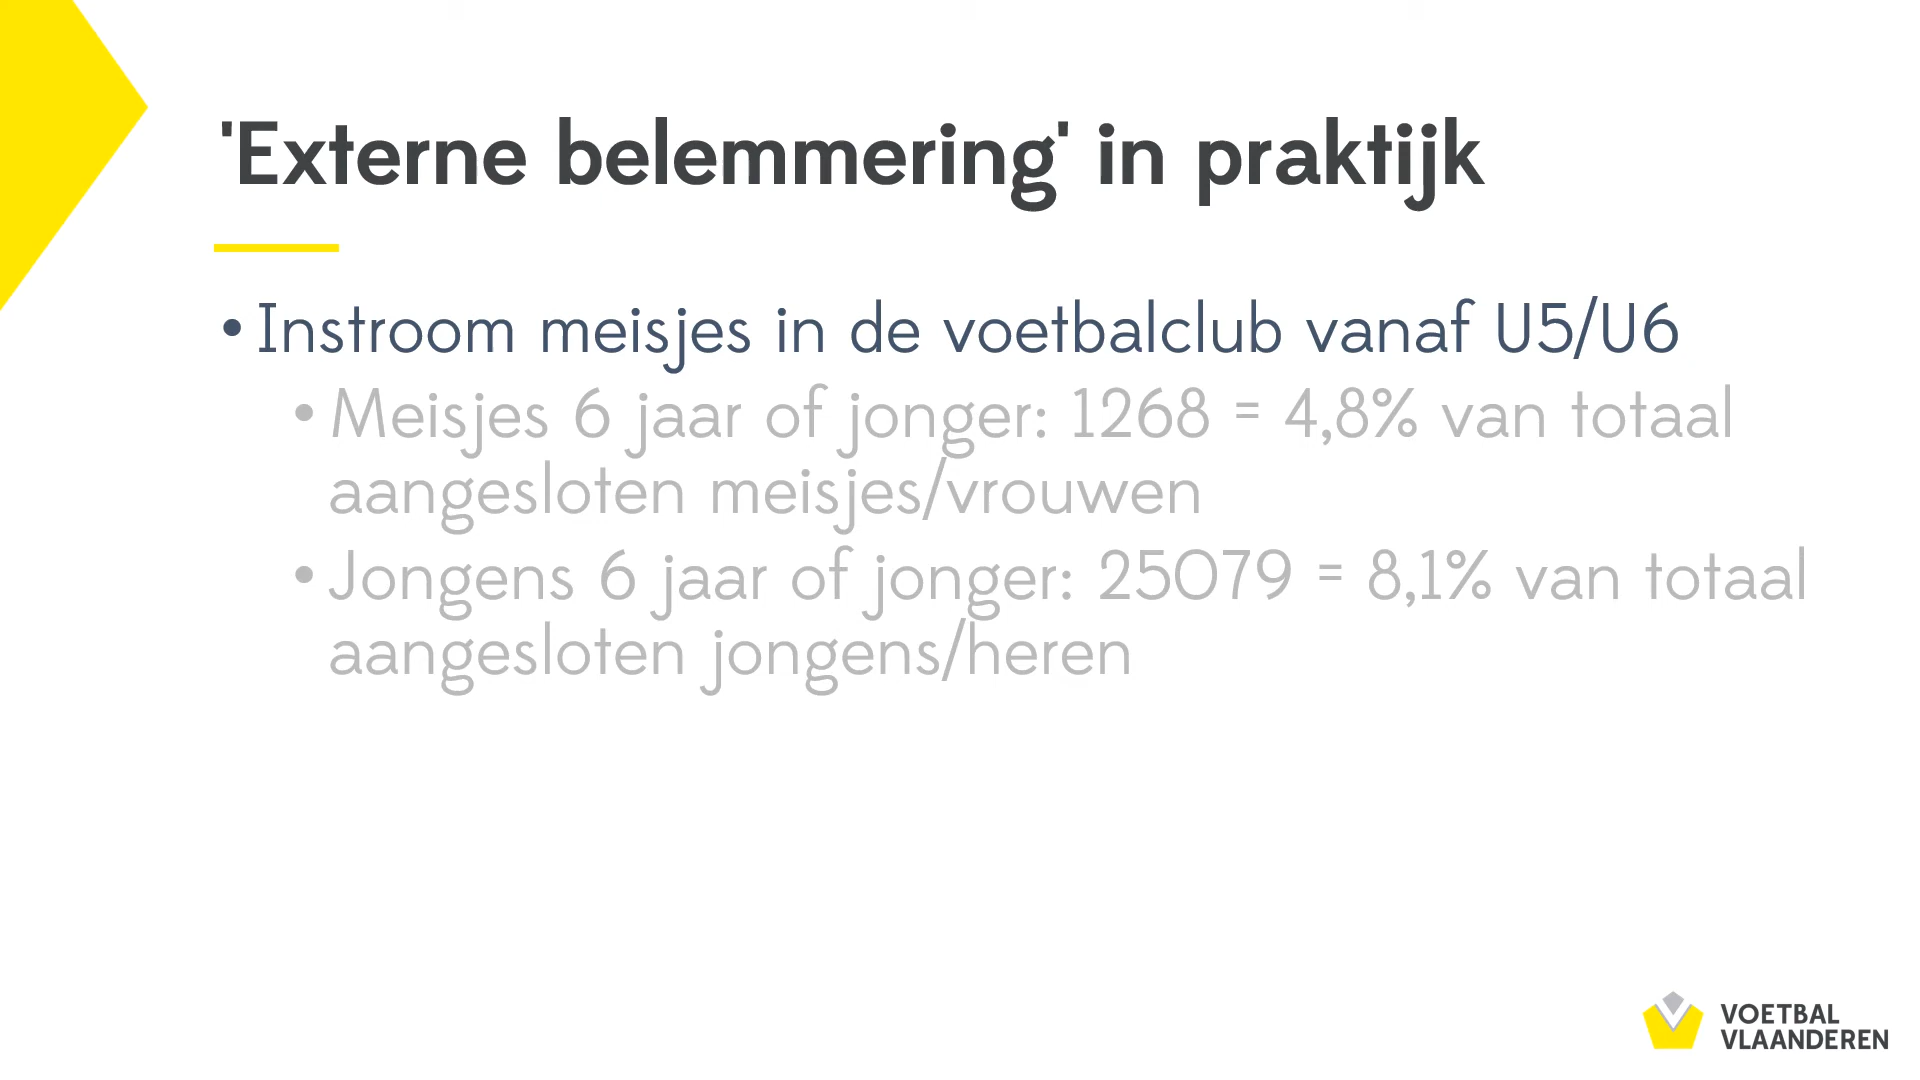 'Externe belemmering' in praktijk
• Instroom meisjes in de voetbalclub vanaf U5/U6
• Meisjes 6 jaar of jonger: 1268 = 4,8% van totaal
aangesloten meisjes/vrouwen
• Jongens 6 jaar of jonger: 25079 = 8,1% van totaal
aangesloten jongens/heren
VOETBAL
VLAANDEREN